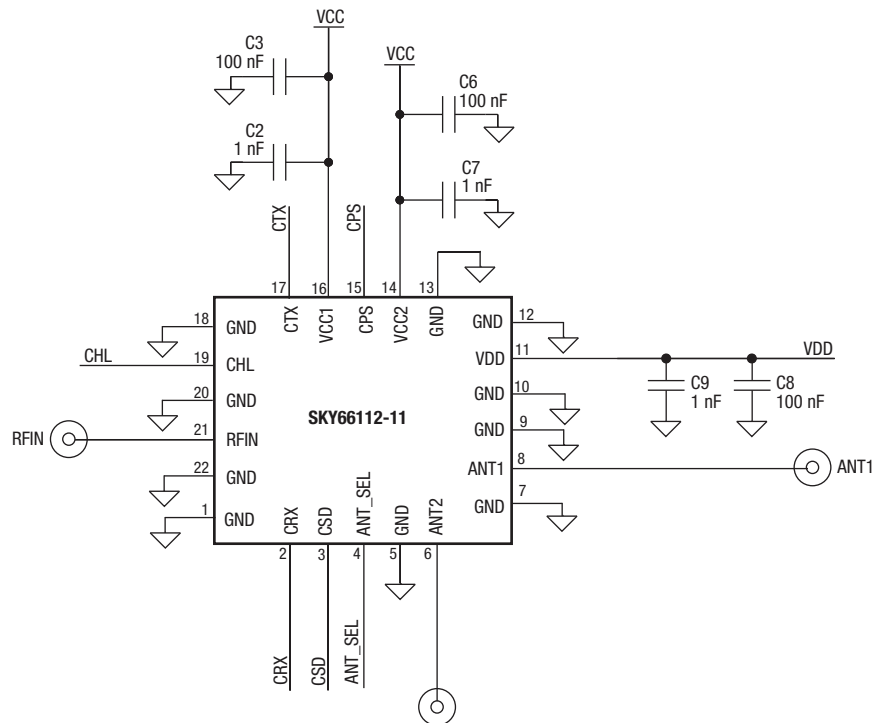 VCC
C3
100 nF
VCC
C6
100 nF
C2
1 nF
C7
1 nF
CTX
CPS
17
16
15
14
13
CTX
VCC1
CPS
VCC2
GND
18
GND
GND
12
CHL
19
CHL
VDD
11
VDD
20
GND
GND
10
C9
1 nF
C8
100 nF
SKY66112-11
GND
9
RFIN
21
RFIN
ANT1
8
ANT1
22
GND
GND
7
1
GND
CRX
CSD
ANT_SEL
GND
ANT2
2
3
4
5
6
CRX
CSD
ANT_SEL